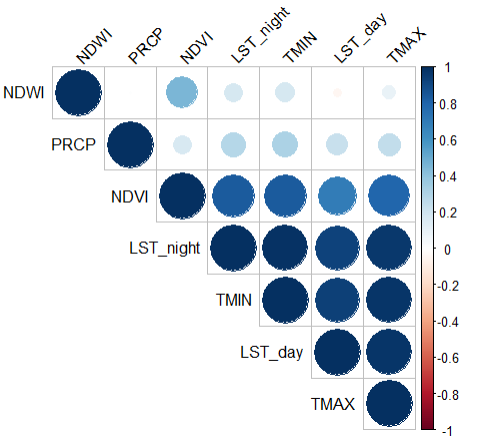 NDWI
PRCP
NDVI
LST_night
TMIN
LST_day
TMAX
NDWI
PRCP
NDVI
LST_night
TMIN
LST_day
TMAX
1
0.8
0.6
0.4
0.2
0
-0.2
-0.4
-0.6
-0.8
-1